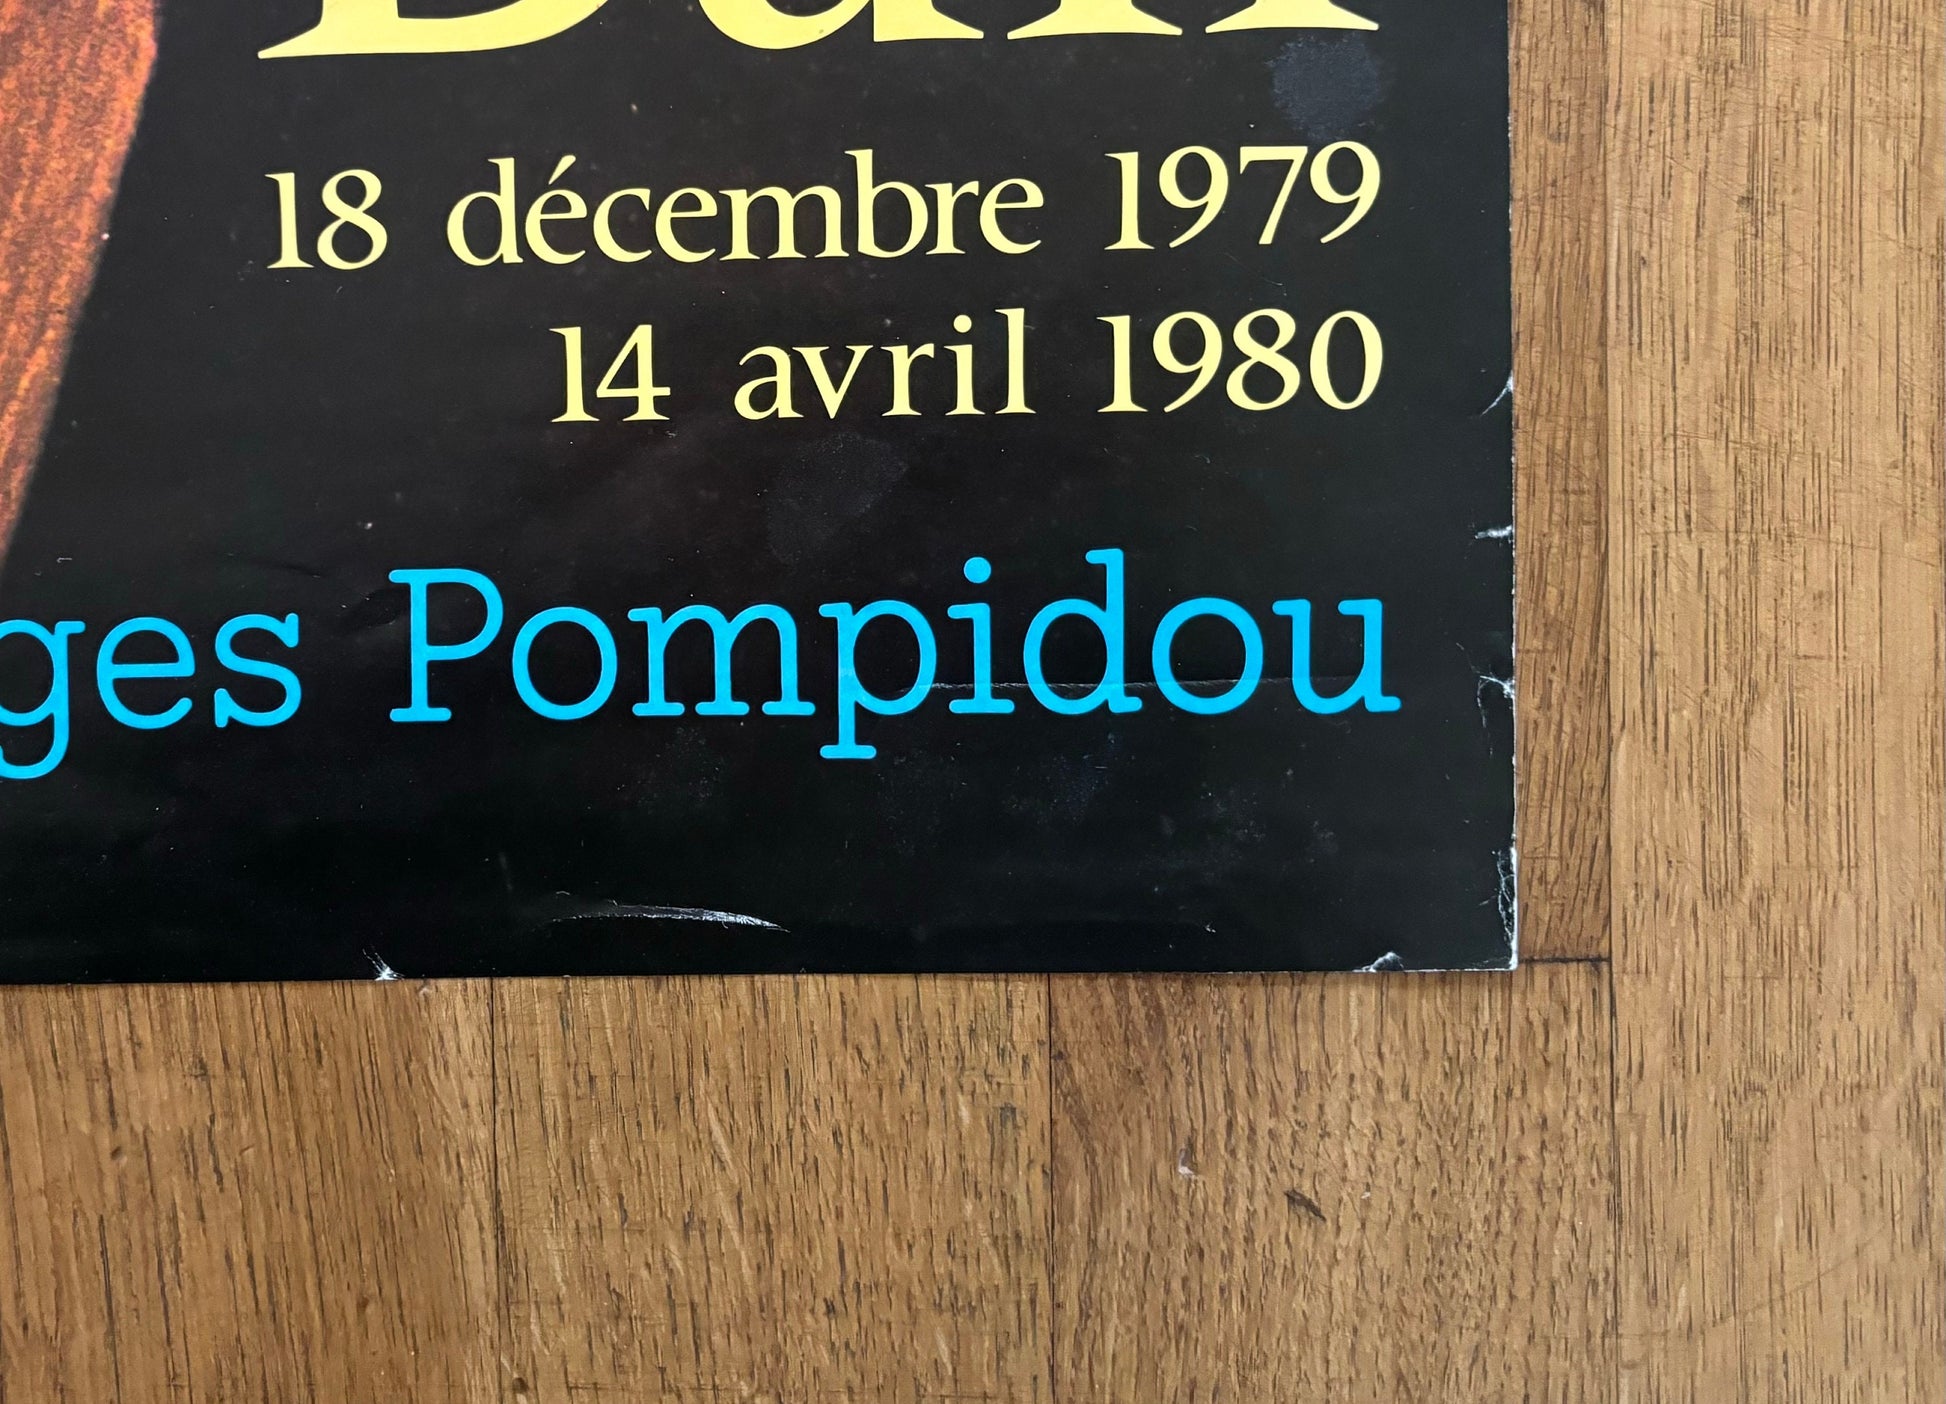 18 décembre 1979
14 avril 1980
ges Pompidou